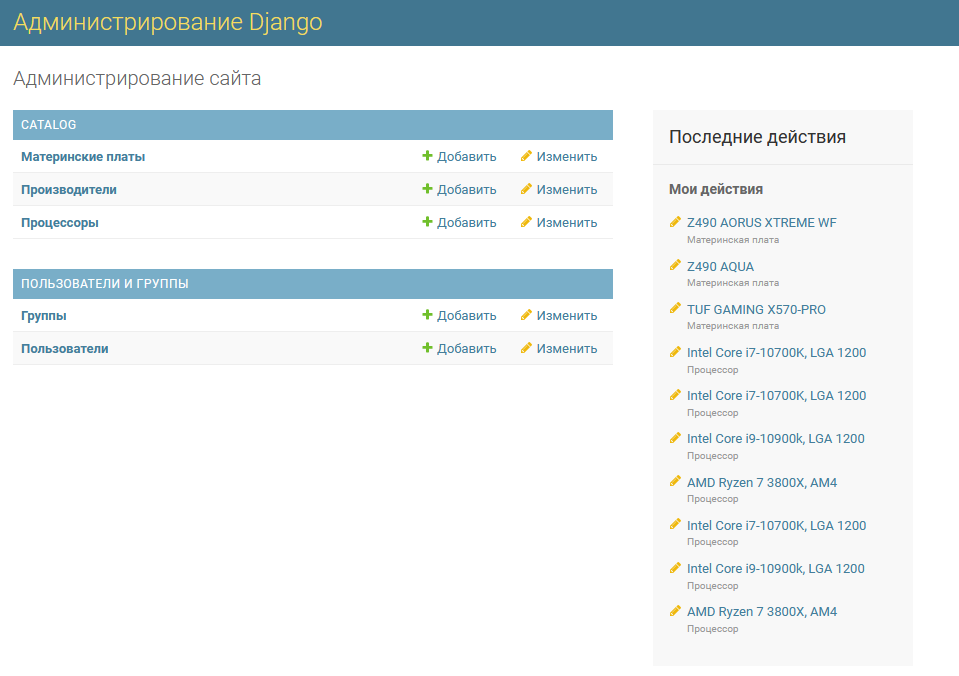 Администрирование Django
Администрирование сайта
CATALOG
Материнские платы Добавить Изменить
Производители Добавить Изменить
Процессоры Добавить Изменить
ПОЛЬЗОВАТЕЛИ И ГРУППЫ
Группы Добавить Изменить
Пользователи Добавить Изменить
Последние действия
Мои действия
Z490 AORUS XTREME WF
Материнская плата
Z490 AQUA
Материнская плата
TUF GAMING X570-PRO
Материнская плата
Intel Core i7-10700K, LGA 1200
Процессор
Intel Core i7-10700K, LGA 1200
Процессор
Intel Core i9-10900k, LGA 1200
Процессор
AMD Ryzen 7 3800X, AM4
Процессор
Intel Core i7-10700K, LGA 1200
Процессор
Intel Core i9-10900k, LGA 1200
Процессор
AMD Ryzen 7 3800X, AM4
Процессор